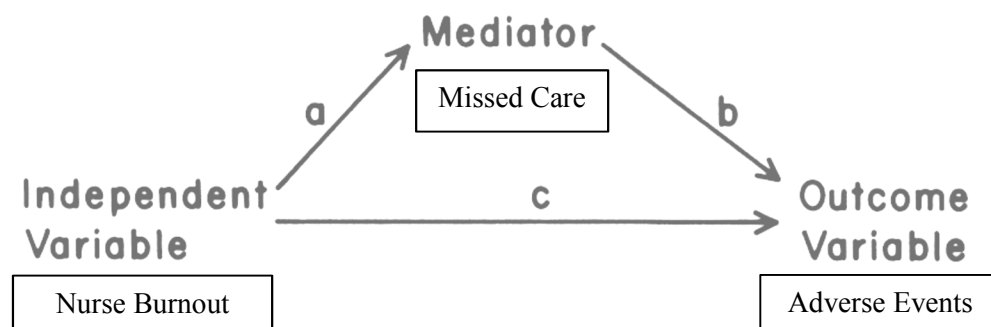 Mediator
Missed Care
a
b
Independent
Variable
c
Outcome
Variable
Nurse Burnout
Adverse Events